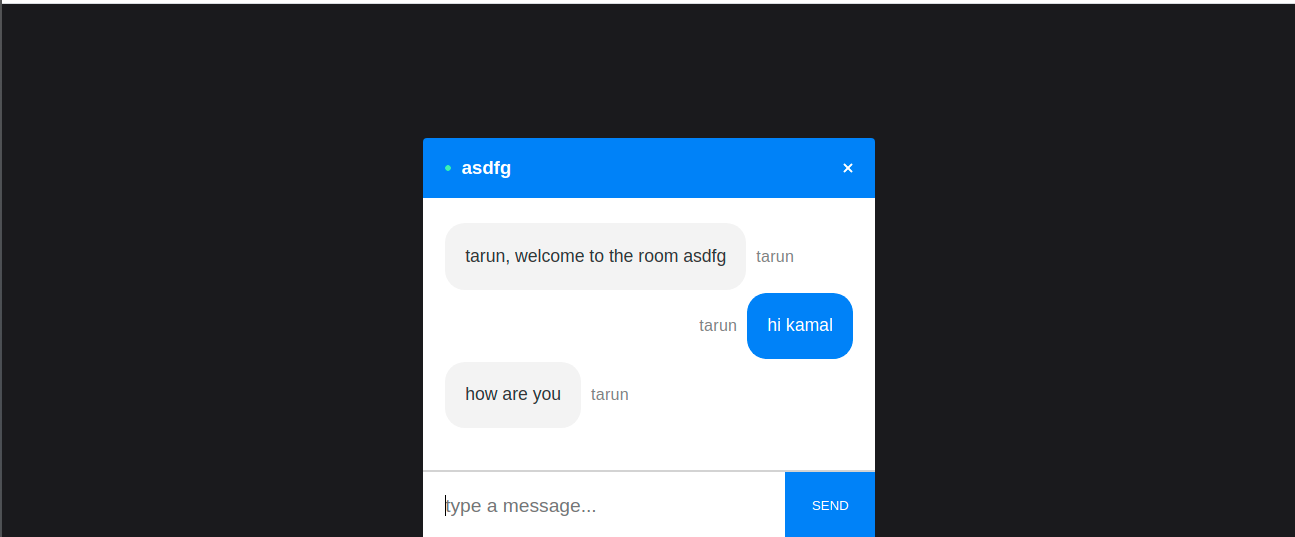 asdfg ×
tarun, welcome to the room asdfg tarun
tarun hi kamal
how are you tarun
type a message... SEND